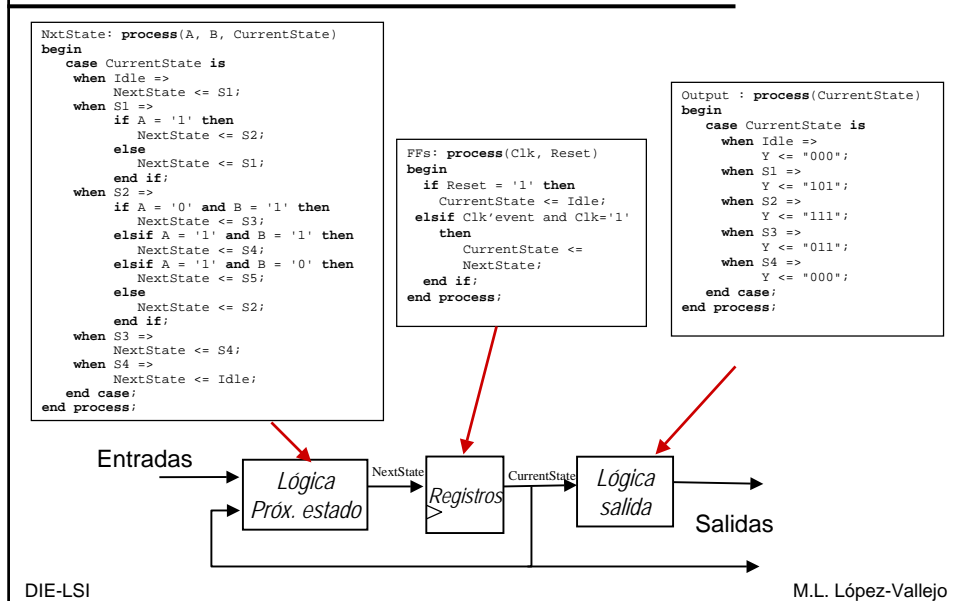 NxtState: process(A, B, CurrentState)
begin
case CurrentState is
when Idle =>
NextState <= S1;
when S1 =>
if A = '1' then
NextState <= S2;
else
NextState <= S1;
end if;
when S2 =>
if A = '0' and B = '1' then
NextState <= S3;
elsif A = '1' and B = '1' then
NextState <= S4;
elsif A = '1' and B = '0' then
NextState <= S5;
else
NextState <= S2;
end if;
when S3 =>
NextState <= S4;
when S4 =>
NextState <= Idle;
end case;
end process;
FFs: process(Clk, Reset)
begin
if Reset = '1' then
CurrentState <= Idle;
elsif Clk’event and Clk='1'
then
CurrentState <=
NextState;
end if;
end process;
Output : process(CurrentState)
begin
case CurrentState is
when Idle =>
Y <= "000";
when S1 =>
Y <= "101";
when S2 =>
Y <= "111";
when S3 =>
Y <= "011";
when S4 =>
Y <= "000";
end case;
end process;
Entradas
Lógica
Próx. estado
NextState
Registros
CurrentState
Lógica
salida
Salidas
DIE-LSI
M.L. López-Vallejo